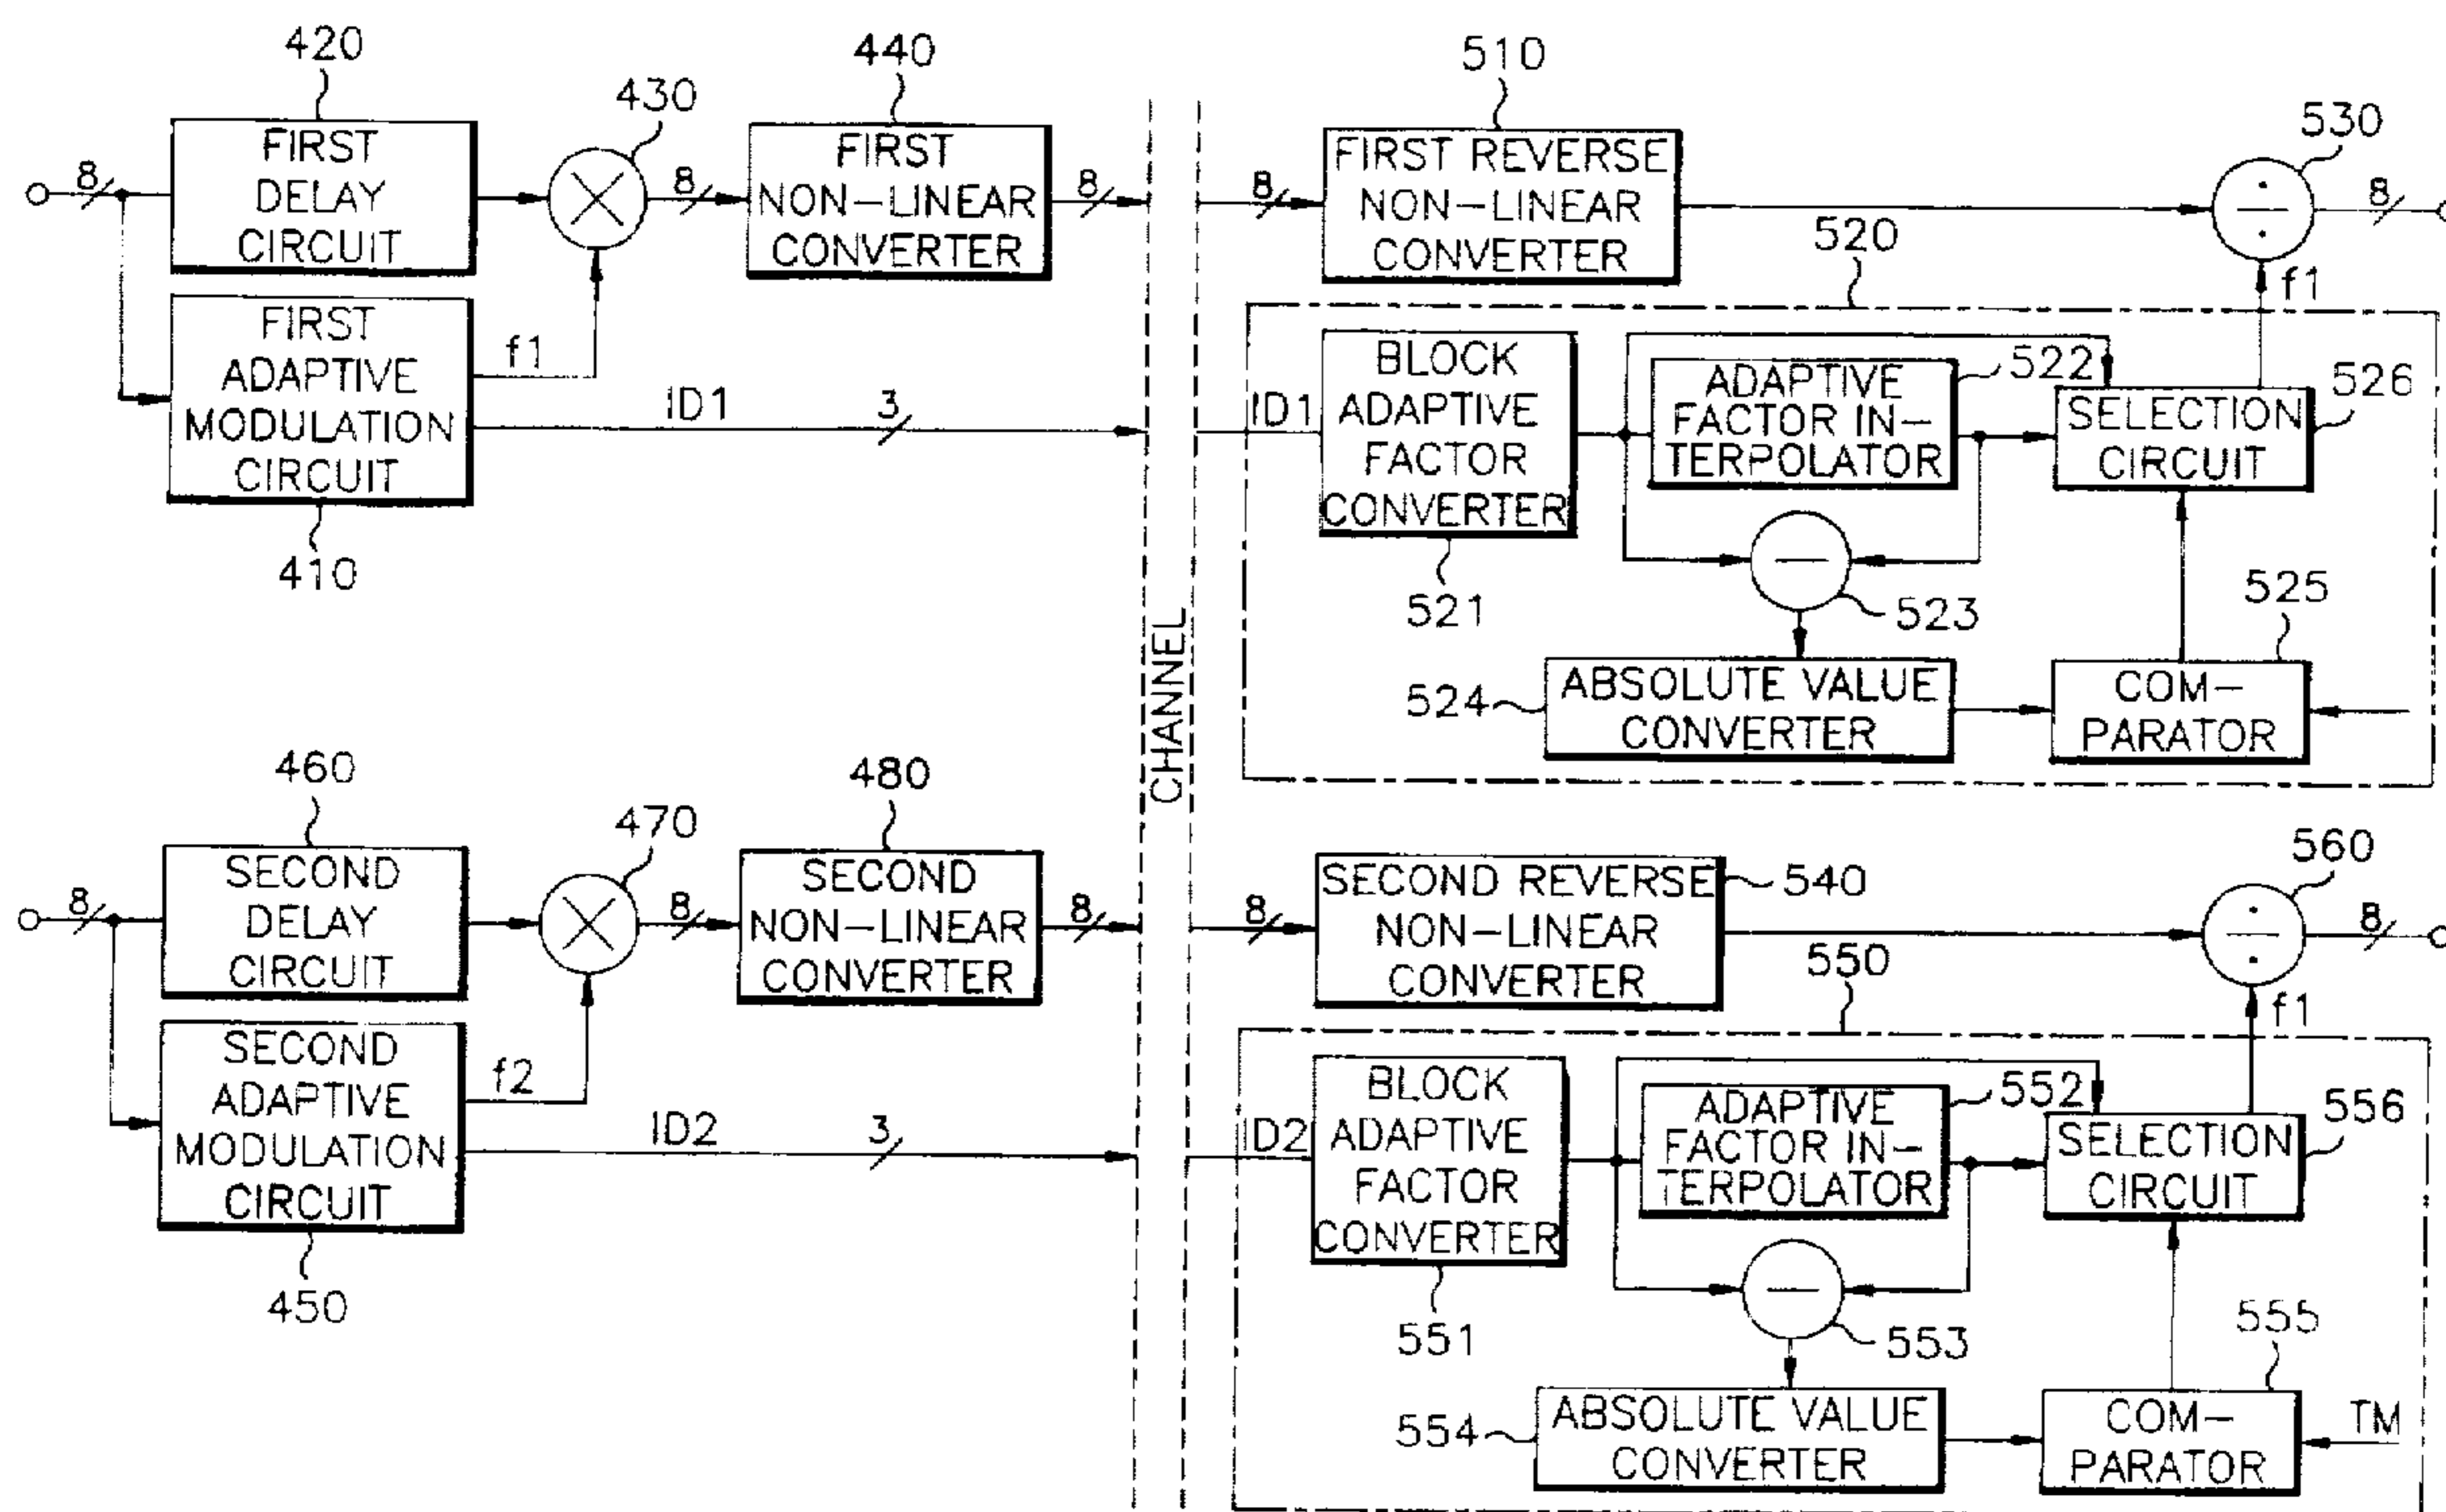 420
440
510
430
530
8
FIRST
DELAY
CIRCUIT
8
FIRST
NON-LINEAR
CONVERTER
8
8
FIRST REVERSE
NON-LINEAR
CONVERTER
8
520
f1
FIRST
ADAPTIVE
MODULATION
CIRCUIT
f1
ID1
3
ID1
410
BLOCK
ADAPTIVE
FACTOR
CONVERTER
521
ADAPTIVE
FACTOR IN-
TERPOLATOR
522
SELECTION
CIRCUIT
526
523
525
524
ABSOLUTE VALUE
CONVERTER
COM-
PARATOR
CHANNEL
460
480
470
560
8
SECOND
DELAY
CIRCUIT
8
SECOND
NON-LINEAR
CONVERTER
8
8
SECOND REVERSE
NON-LINEAR
CONVERTER
540
8
550
f1
SECOND
ADAPTIVE
MODULATION
CIRCUIT
f2
ID2
3
ID2
450
BLOCK
ADAPTIVE
FACTOR
CONVERTER
551
ADAPTIVE
FACTOR IN-
TERPOLATOR
552
SELECTION
CIRCUIT
556
553
555
554
ABSOLUTE VALUE
CONVERTER
COM-
PARATOR
TM